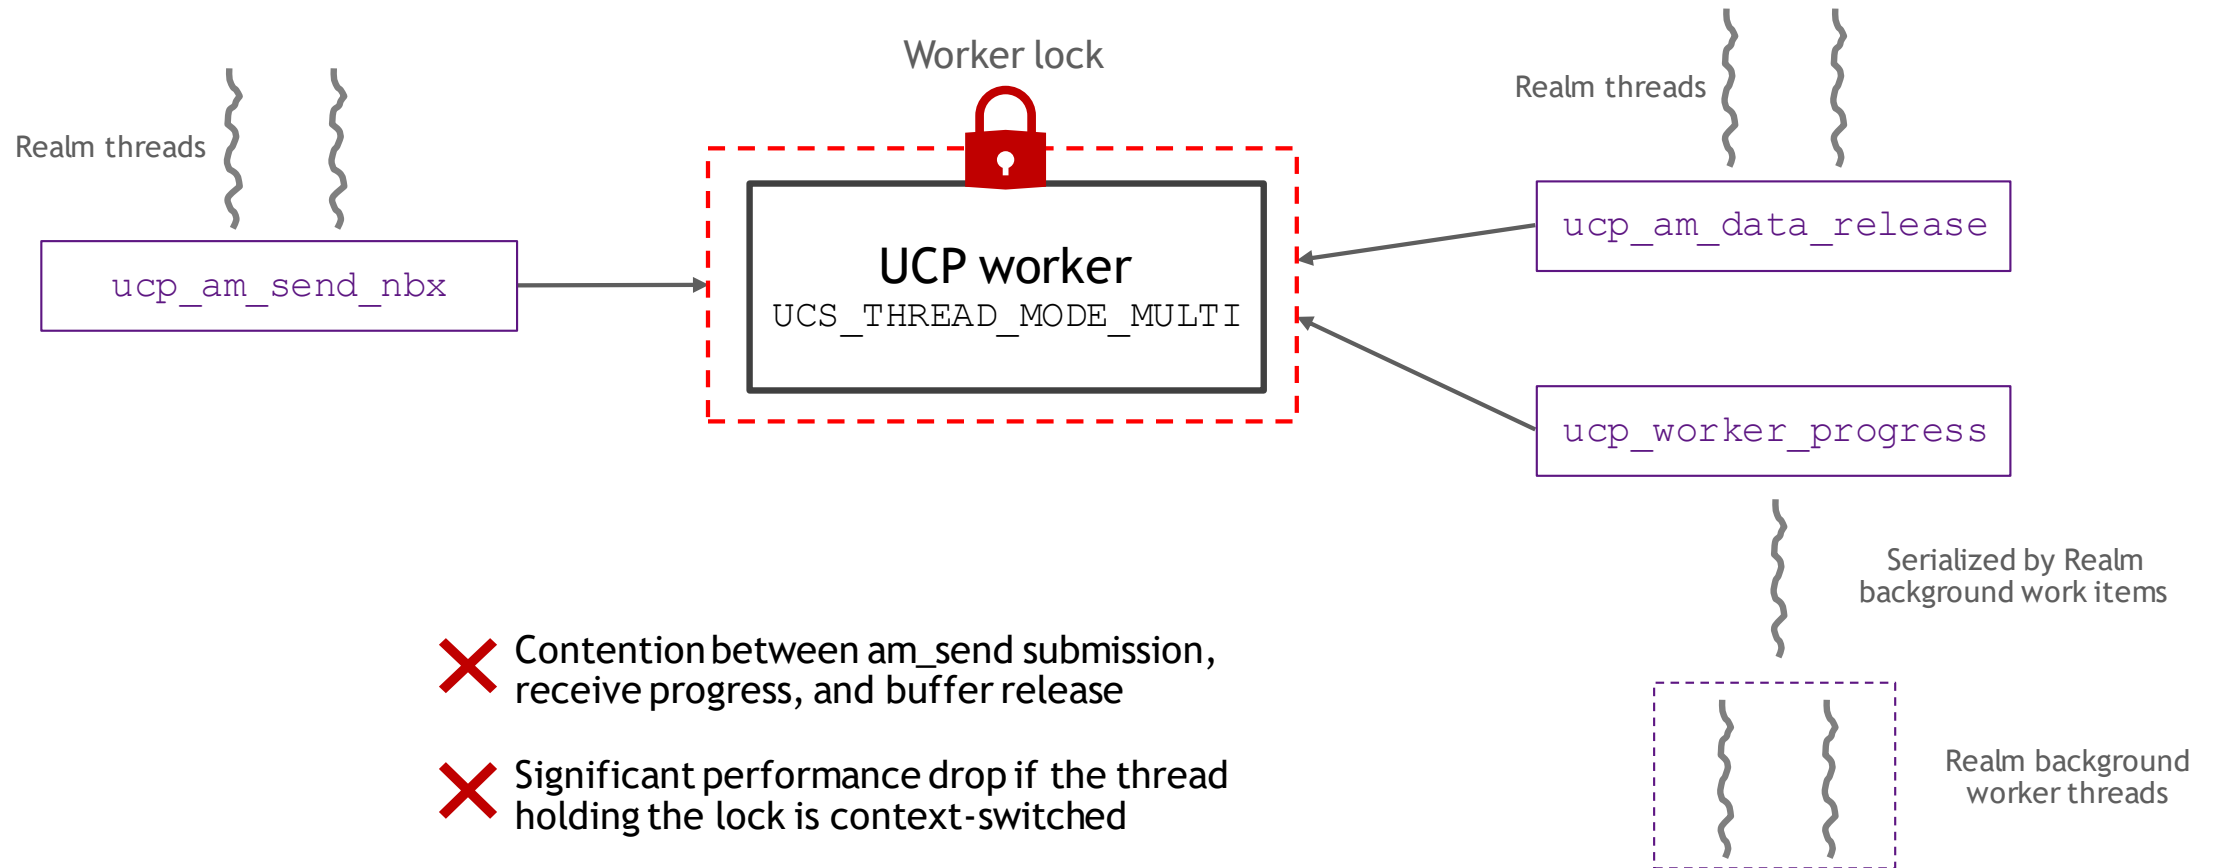 Worker lock
Realm threads
Realm threads
ucp_am_send_nbx
UCP worker
UCS_THREAD_MODE_MULTI
ucp_am_data_release
ucp_worker_progress
Serialized by Realm
background work items
Contention between am_send submission,
receive progress, and buffer release
Significant performance drop if the thread
holding the lock is context-switched
Realm background
worker threads